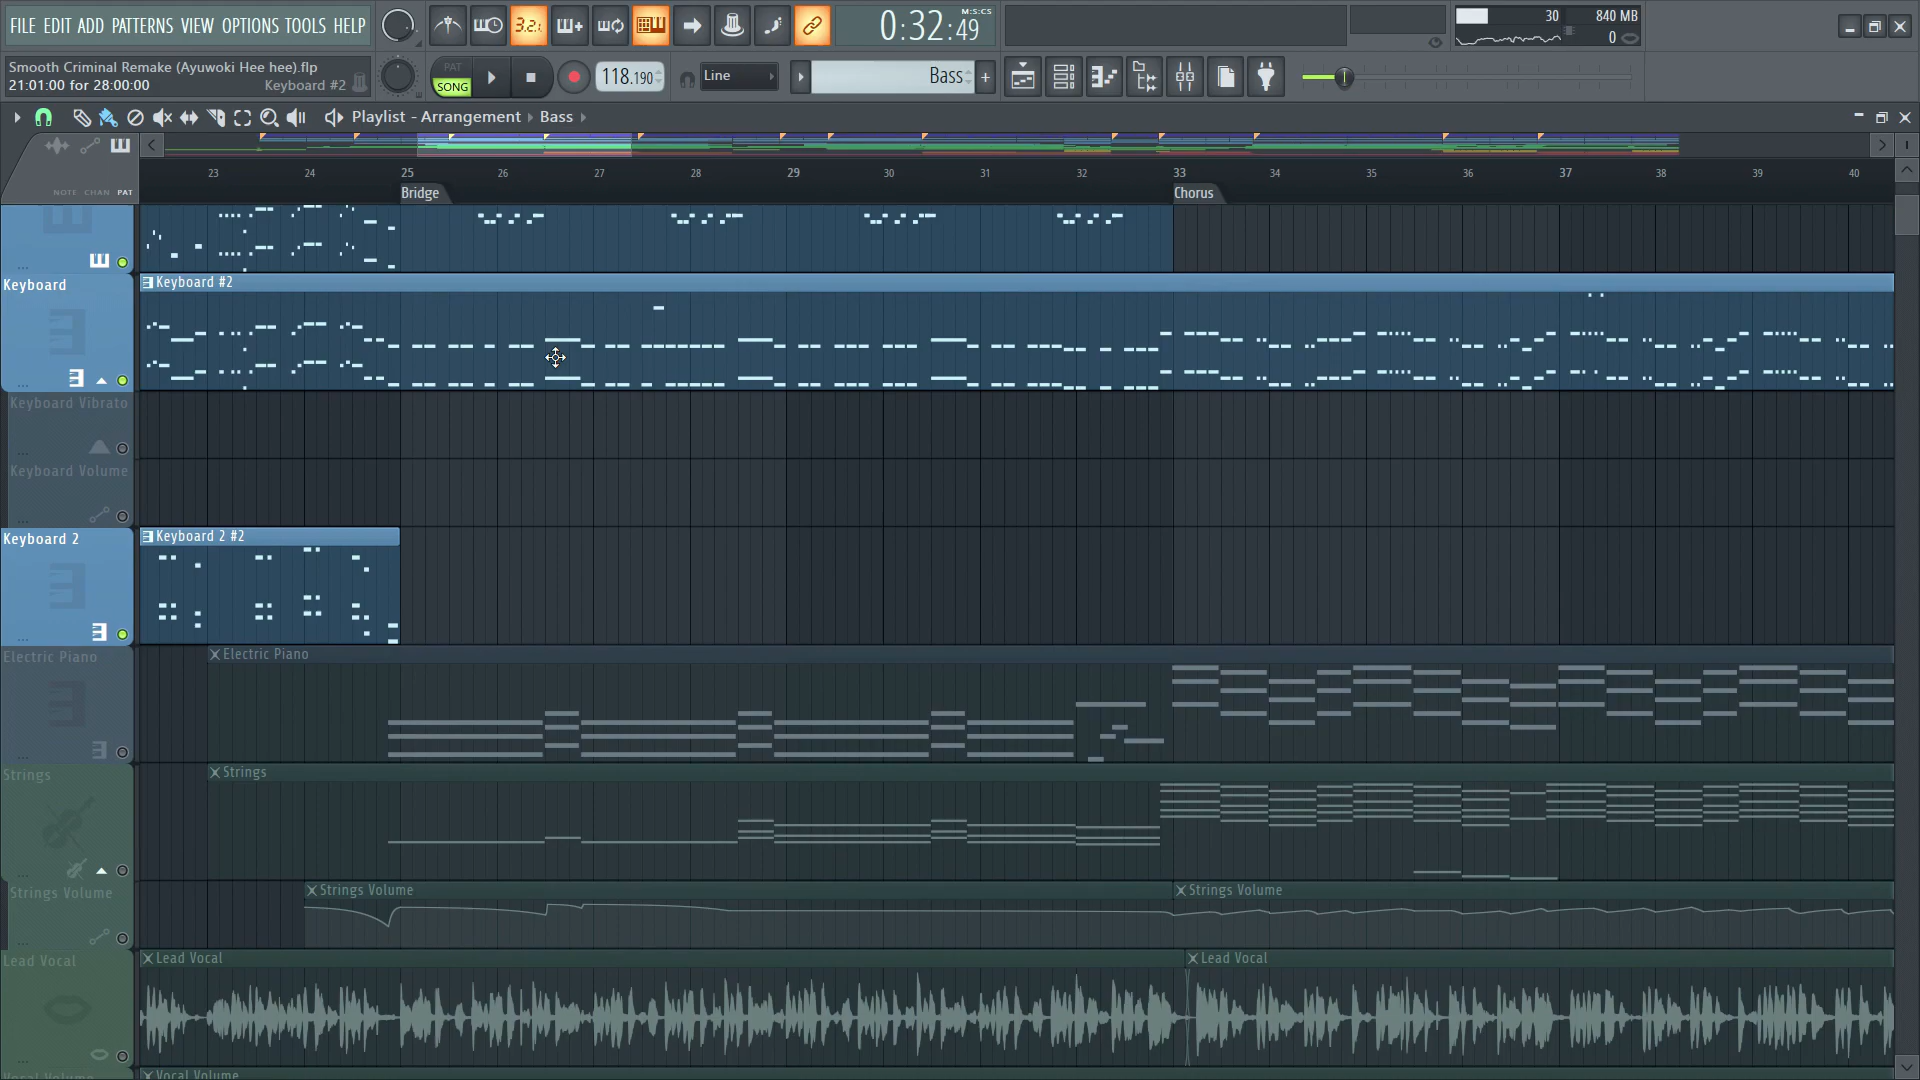 FILE EDIT ADD PATTERNS VIEW OPTIONS TOOLS HELP
3.2.
0:32:49
M:S:CS
30
840 MB
0
Smooth Criminal Remake (Ayuwoki Hee hee).flp
21:01:00 for 28:00:00
Keyboard #2
PAT
SONG
118.190
Line
Bass
+
Playlist - Arrangement › Bass
NOTE CHAN PAT
23 24 25 26 27 28 29 30 31 32 33 34 35 36 37 38 39 40
Bridge
Chorus
...
Keyboard
Keyboard #2
...
Keyboard Vibrato
...
Keyboard Volume
...
Keyboard 2
Keyboard 2 #2
...
Electric Piano
Electric Piano
...
Strings
Strings
...
Strings Volume
Strings Volume
Strings Volume
...
Lead Vocal
Lead Vocal
Lead Vocal
...
Vocal Volume
Vocal Volume